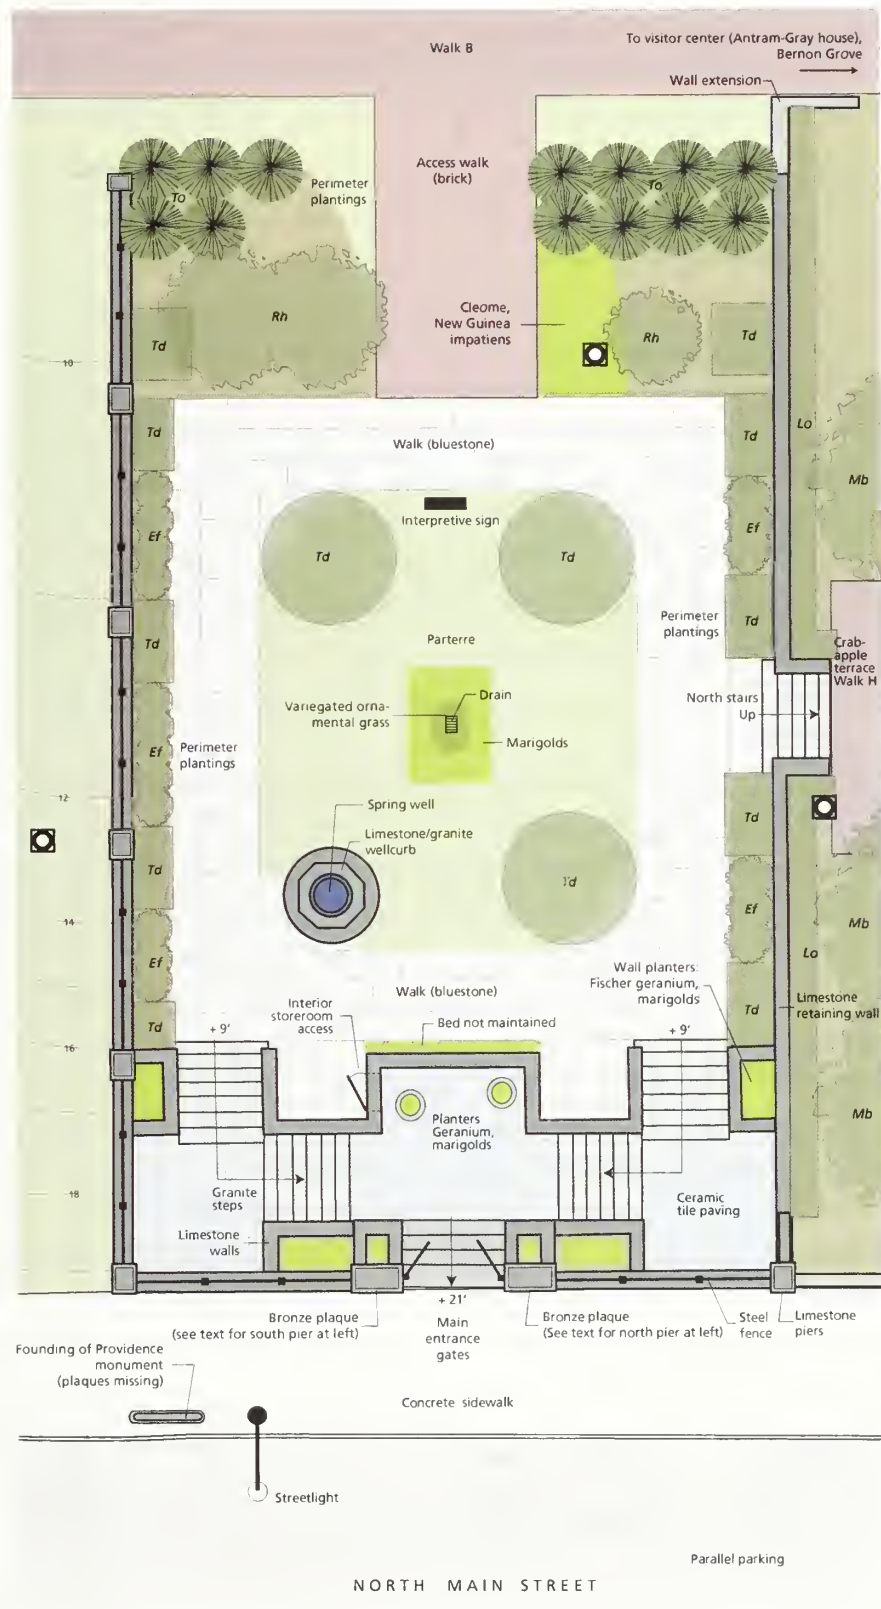 Walk B
To visitor center (Antram-Gray house),
Bernon Grove
Wall extension
Access walk
(brick)
Perimeter
plantings
To
To
Cleome,
New Guinea
impatiens
Rh
Rh
Td
Td
10
Td
Walk (bluestone)
Td
Lo
Mb
Interpretive sign
Ef
Ef
Td
Td
Td
Perimeter
plantings
Td
Parterre
Td
Crab-
apple
terrace
Walk H
Variegated orna-
mental grass
Drain
Marigolds
North stairs
Up
Ef
Perimeter
plantings
12
Spring well
Limestone/granite
wellcurb
Td
Td
Td
14
Ef
Mb
Ef
Lo
Wall planters:
Fischer geranium,
marigolds
Walk (bluestone)
Interior
storeroom
access
Bed not maintained
Td
Td
Limestone
retaining wall
+ 9'
+ 9'
16
Planters
Geranium,
marigolds
Mb
18
Granite
steps
Ceramic
tile paving
Limestone
walls
+ 21'
Bronze plaque
(see text for south pier at left)
Main
entrance
gates
Bronze plaque
(See text for north pier at left)
Steel
fence
Limestone
piers
Founding of Providence
monument
(plaques missing)
Concrete sidewalk
Streetlight
Parallel parking
NORTH MAIN STREET